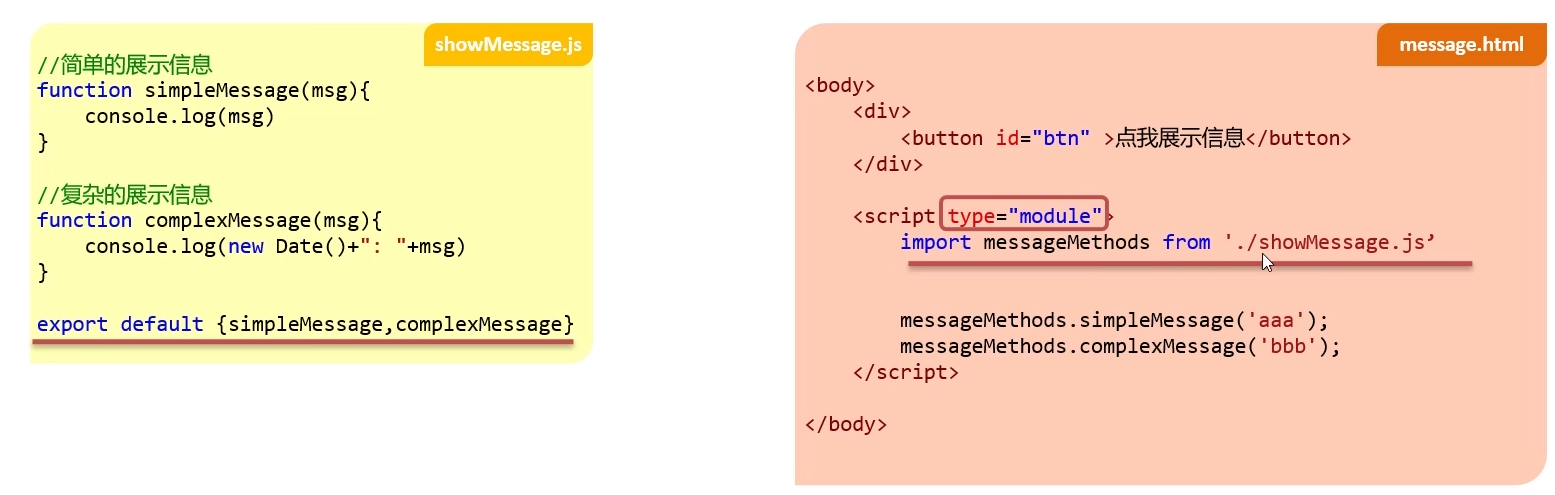 showMessage.js
//简单的展示信息
function simpleMessage(msg){
    console.log(msg)
}
//复杂的展示信息
function complexMessage(msg){
    console.log(new Date()+": "+msg)
}
export default {simpleMessage,complexMessage}
message.html
<body>
    <div>
        <button id="btn" >点我展示信息</button>
    </div>
    <script type="module">
        import messageMethods from './showMessage.js’
        messageMethods.simpleMessage('aaa');
        messageMethods.complexMessage('bbb');
    </script>
</body>